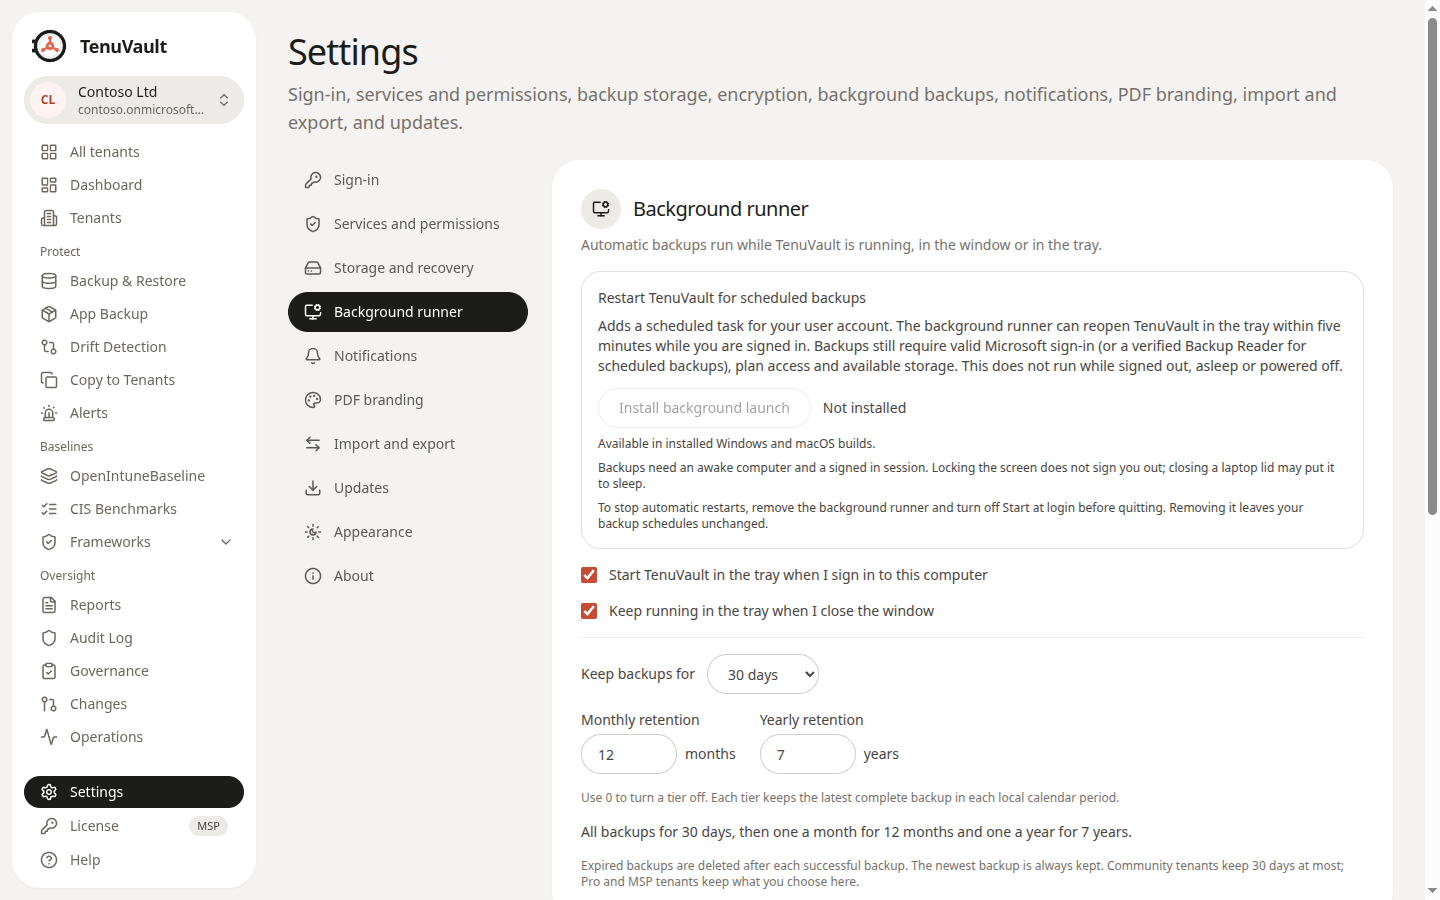 TenuVault
CL
Contoso Ltd
contoso.onmicrosoft...
All tenants
Dashboard
Tenants
Protect
Backup & Restore
App Backup
Drift Detection
Copy to Tenants
Alerts
Baselines
OpenIntuneBaseline
CIS Benchmarks
Frameworks
Oversight
Reports
Audit Log
Governance
Changes
Operations
Settings
License
MSP
Help
Settings
Sign-in, services and permissions, backup storage, encryption, background backups, notifications, PDF branding, import and
export, and updates.
Sign-in
Services and permissions
Storage and recovery
Background runner
Notifications
PDF branding
Import and export
Updates
Appearance
About
Background runner
Automatic backups run while TenuVault is running, in the window or in the tray.
Restart TenuVault for scheduled backups
Adds a scheduled task for your user account. The background runner can reopen TenuVault in the tray within five
minutes while you are signed in. Backups still require valid Microsoft sign-in (or a verified Backup Reader for
scheduled backups), plan access and available storage. This does not run while signed out, asleep or powered off.
Install background launch
Not installed
Available in installed Windows and macOS builds.
Backups need an awake computer and a signed in session. Locking the screen does not sign you out; closing a laptop lid may put it
to sleep.
To stop automatic restarts, remove the background runner and turn off Start at login before quitting. Removing it leaves your
backup schedules unchanged.
Start TenuVault in the tray when I sign in to this computer
Keep running in the tray when I close the window
Keep backups for
30 days
Monthly retention
Yearly retention
12
months
7
years
Use 0 to turn a tier off. Each tier keeps the latest complete backup in each local calendar period.
All backups for 30 days, then one a month for 12 months and one a year for 7 years.
Expired backups are deleted after each successful backup. The newest backup is always kept. Community tenants keep 30 days at most;
Pro and MSP tenants keep what you choose here.